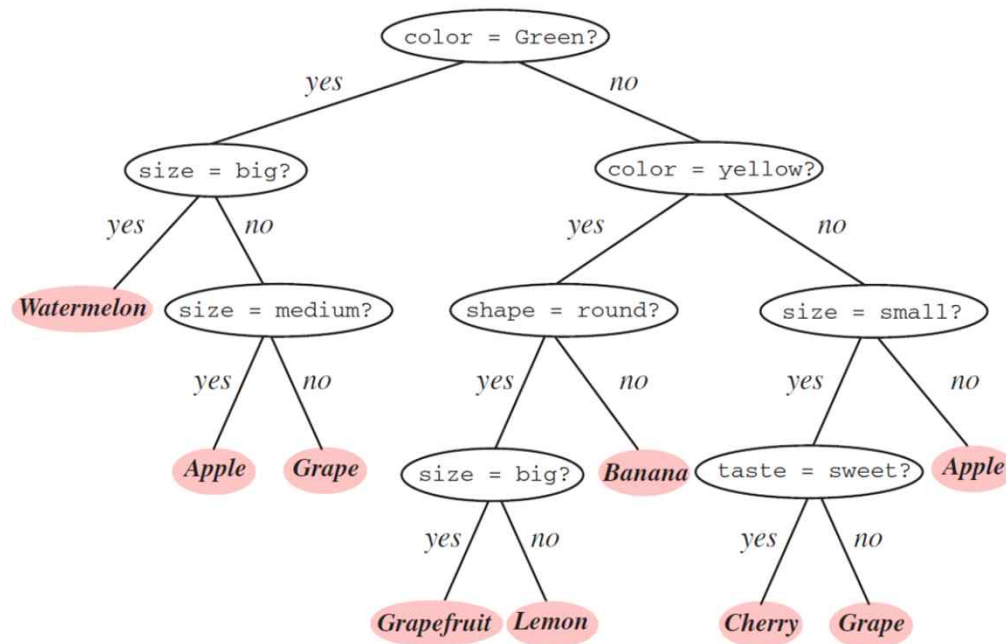 color = Green?
yes
no
size = big?
color = yellow?
yes
no
yes
no
Watermelon
size = medium?
shape = round?
size = small?
yes
no
yes
no
yes
no
Apple
Grape
size = big?
Banana
taste = sweet?
Apple
yes
no
yes
no
Grapefruit
Lemon
Cherry
Grape